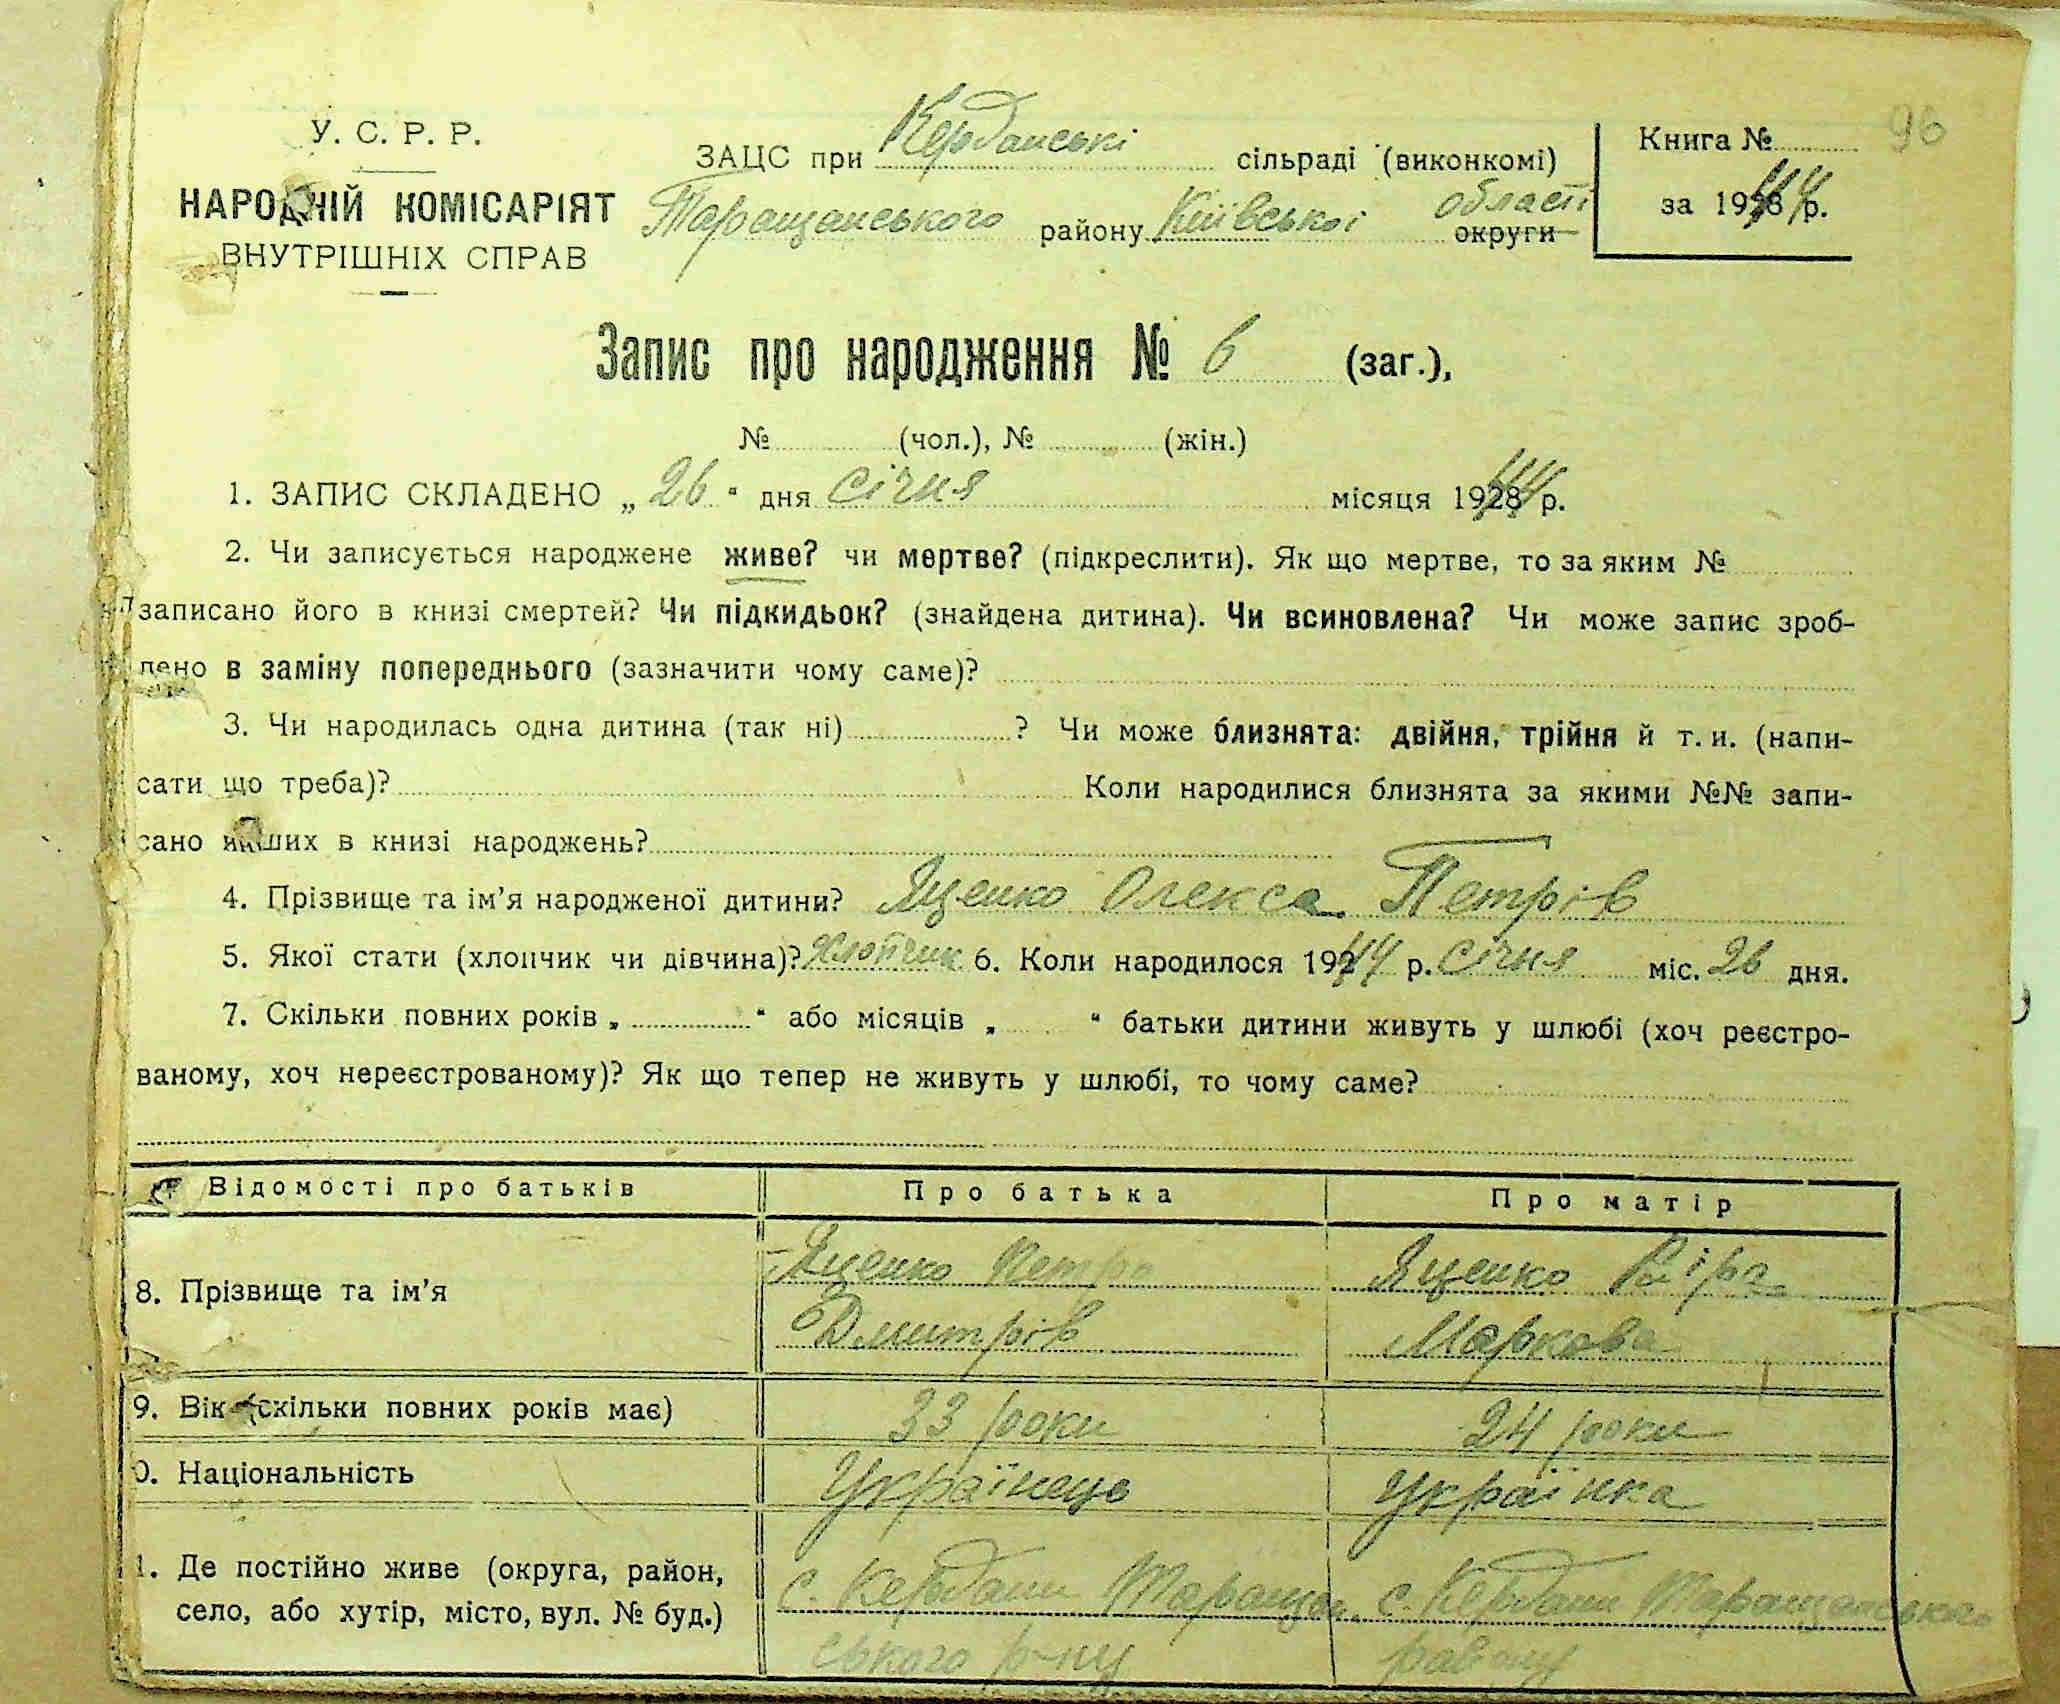 96
У. С. Р. Р.
НАРОДНІЙ КОМІСАРІЯТ
ВНУТРІШНІХ СПРАВ
ЗАЦС при Керданські сільраді (виконкомі)
Таращанського району Київської області округи
Книга №
за 1944 р.
Запис про народження № 6 (заг.),
№ (чол.), № (жін.)
1. ЗАПИС СКЛАДЕНО „ 26 “ дня січня місяця 1944 р.
2. Чи записується народжене живе? чи мертве? (підкреслити). Як що мертве, то за яким №
записано його в книзі смертей? Чи підкидьок? (знайдена дитина). Чи всиновлена? Чи може запис зроб-
лено в заміну попереднього (зазначити чому саме)?
3. Чи народилась одна дитина (так ні) ? Чи може близнята: двійня, трійня й т. и. (напи-
сати що треба)? Коли народилися близнята за якими №№ запи-
сано инших в книзі народжень?
4. Прізвище та ім'я народженої дитини? Яценко Олекса Петрів
5. Якої стати (хлопчик чи дівчина)? Хлопчик 6. Коли народилося 1944 р. січня міс. 26 дня.
7. Скільки повних років „ “ або місяців „ “ батьки дитини живуть у шлюбі (хоч реєстро-
ваному, хоч нереєстрованому)? Як що тепер не живуть у шлюбі, то чому саме?
Відомості про батьків Про батька Про матір
8. Прізвище та ім'я Яценко Петро Яценко Віра
Дмитрів Маркова
9. Вік (скільки повних років має) 33 роки 24 роки
0. Національність Українець Українка
1. Де постійно живе (округа, район, с. Кердани Таращан с. Кердани Таращанського
село, або хутір, місто, вул. № буд.) ського р-ну району